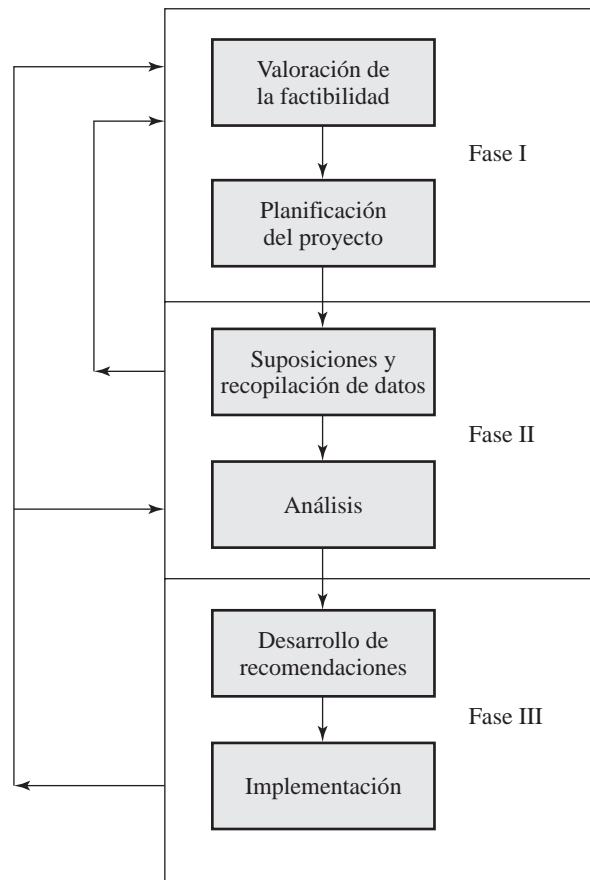 Valoración de
la factibilidad
Fase I
Planificación
del proyecto
Suposiciones y
recopilación de datos
Fase II
Análisis
Desarrollo de
recomendaciones
Fase III
Implementación